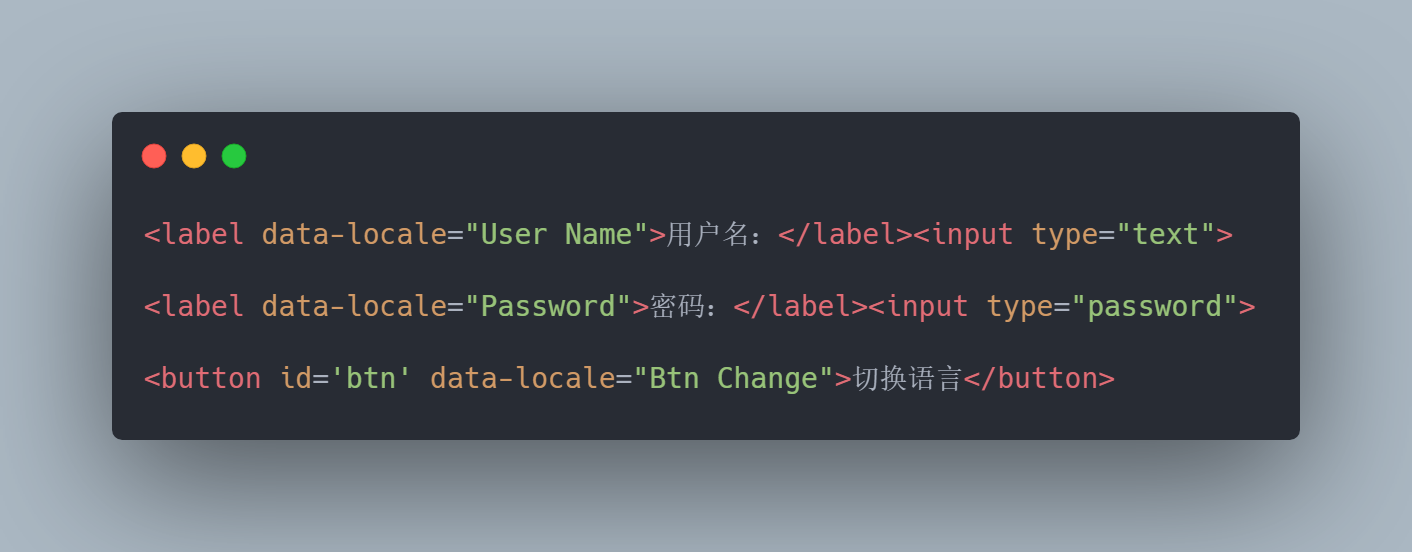 <label data-locale="User Name">用户名：</label><input type="text">
<label data-locale="Password">密码：</label><input type="password">
<button id='btn' data-locale="Btn Change">切换语言</button>